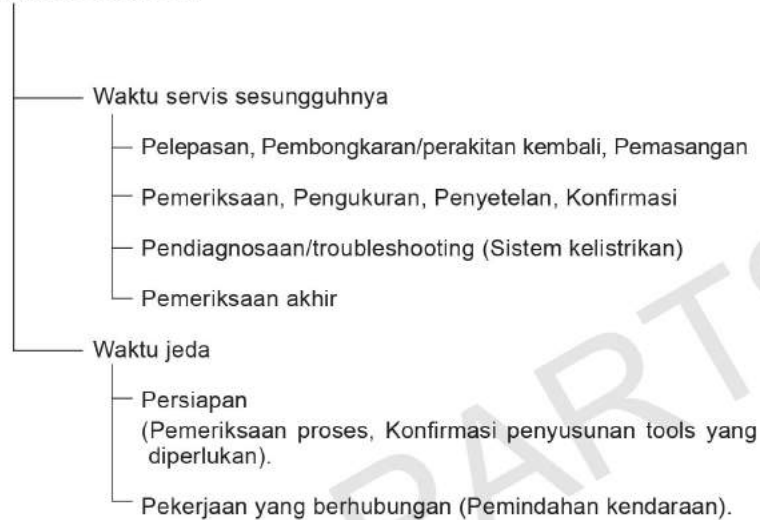 Waktu servis sesungguhnya
Pelepasan, Pembongkaran/perakitan kembali, Pemasangan
Pemeriksaan, Pengukuran, Penyetelan, Konfirmasi
Pendiagnosaan/troubleshooting (Sistem kelistrikan)
Pemeriksaan akhir
Waktu jeda
Persiapan
(Pemeriksaan proses, Konfirmasi penyusunan tools yang
diperlukan).
Pekerjaan yang berhubungan (Pemindahan kendaraan).
PARTS